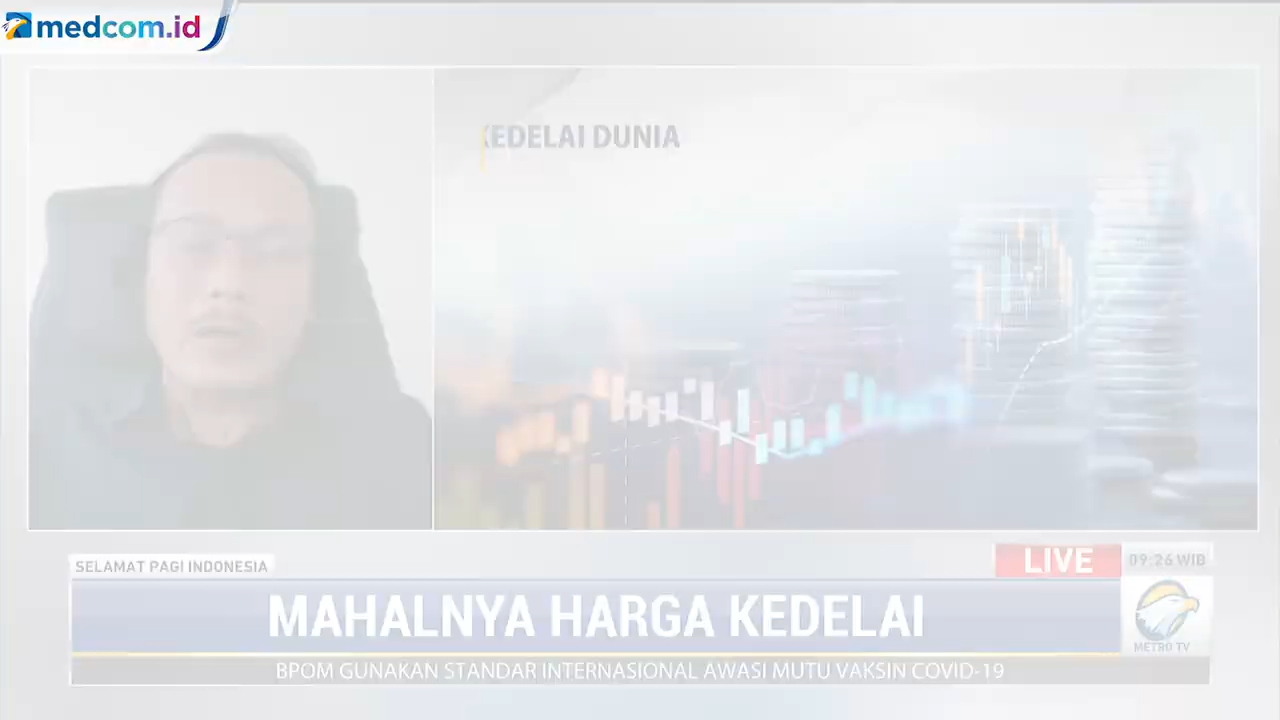 medcom.id
KEDELAI DUNIA
SELAMAT PAGI INDONESIA
LIVE
09:26 WIB
MAHALNYA HARGA KEDELAI
METRO TV
BPOM GUNAKAN STANDAR INTERNASIONAL AWASI MUTU VAKSIN COVID-19